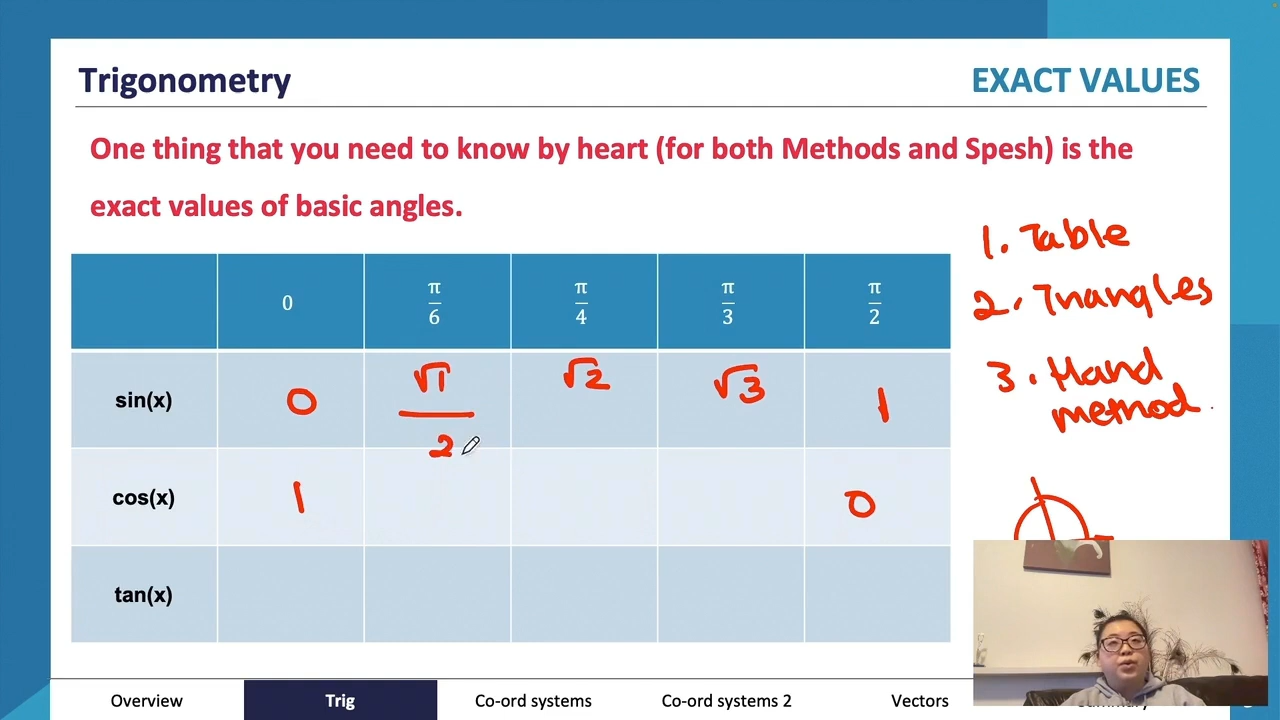 Trigonometry
EXACT VALUES
One thing that you need to know by heart (for both Methods and Spesh) is the
exact values of basic angles.
1. Table
2. Triangles
3. Hand
method
0 π/6 π/4 π/3 π/2
sin(x) 0 √1/2 √2 √3 1
cos(x) 1 0
tan(x)
Overview Trig Co-ord systems Co-ord systems 2 Vectors